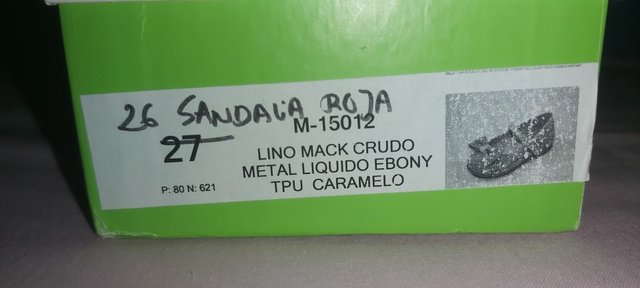 26 SANDALIA ROJA
27 M-15012
LINO MACK CRUDO
METAL LIQUIDO EBONY
P: 80 N: 621 TPU CARAMELO